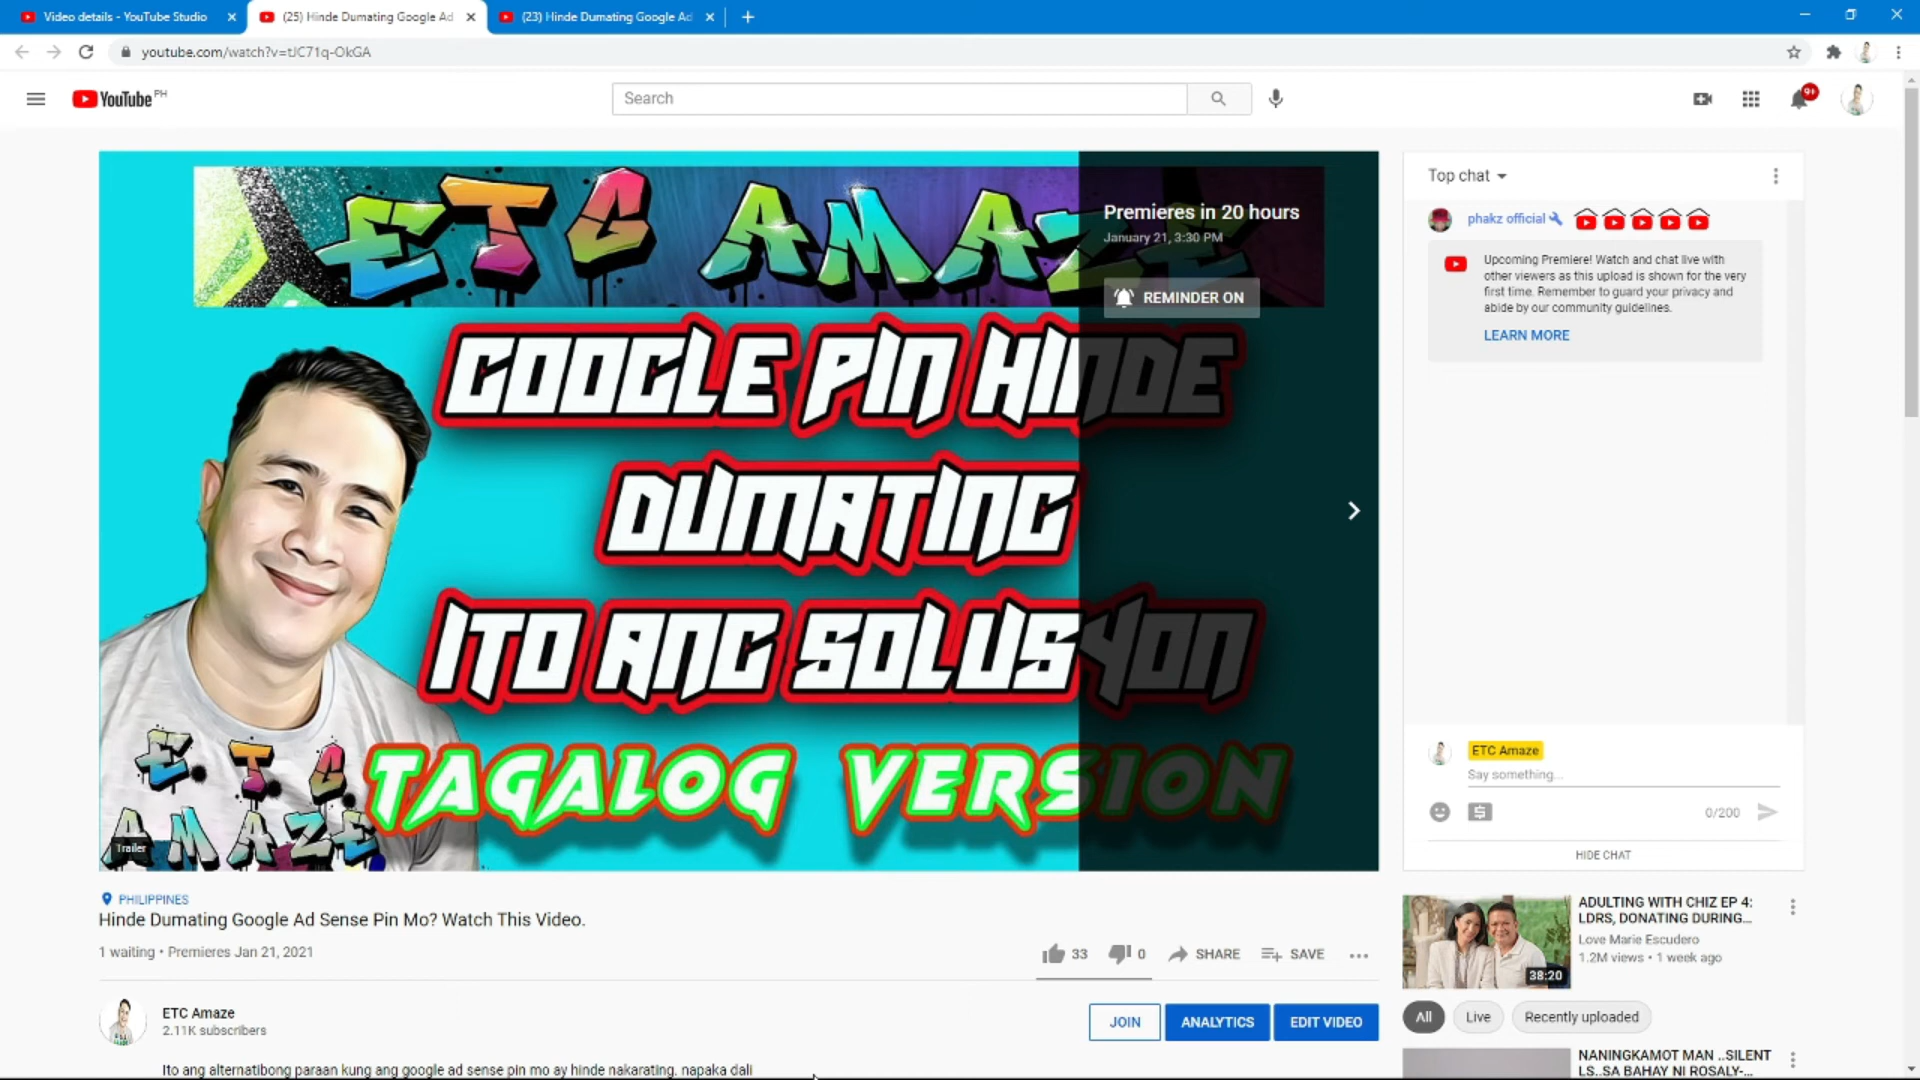 Video details - YouTube Studio
(25) Hinde Dumating Google Ad
(23) Hinde Dumating Google Ad
youtube.com/watch?v=tJC71q-OkGA
YouTube PH
Search
9+
ETC AMAZE
Premieres in 20 hours
January 21, 3:30 PM
REMINDER ON
GOOGLE PIN HINDE
DUMATING
ITO ANG SOLUSYON
TAGALOG VERSION
E.T.C
AMAZE
Trailer
Top chat
phakz official
Upcoming Premiere! Watch and chat live with
other viewers as this upload is shown for the very
first time. Remember to guard your privacy and
abide by our community guidelines.
LEARN MORE
ETC Amaze
Say something...
0/200
HIDE CHAT
PHILIPPINES
Hinde Dumating Google Ad Sense Pin Mo? Watch This Video.
1 waiting • Premieres Jan 21, 2021
33
0
SHARE
SAVE
ETC Amaze
2.11K subscribers
JOIN
ANALYTICS
EDIT VIDEO
Ito ang alternatibong paraan kung ang google ad sense pin mo ay hinde nakarating. napaka dali
38:20
ADULTING WITH CHIZ EP 4:
LDRS, DONATING DURING...
Love Marie Escudero
1.2M views • 1 week ago
All
Live
Recently uploaded
NANINGKAMOT MAN ..SILENT
LS..SA BAHAY NI ROSALY-...